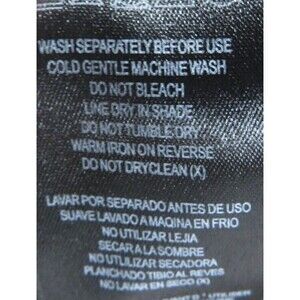 WASH SEPARATELY BEFORE USE
COLD GENTLE MACHINE WASH
DO NOT BLEACH
LINE DRY IN SHADE
DO NOT TUMBLE DRY
WARM IRON ON REVERSE
DO NOT DRYCLEAN (X)
LAVAR POR SEPARADO ANTES DE USO
SUAVE LAVADO A MAQINA EN FRIO
NO UTILIZAR LEJIA
SECAR A LA SOMBRE
NO UTILIZAR SECADORA
PLANCHADO TIBIO AL REVES
NO LAVAR EN SECO (X)